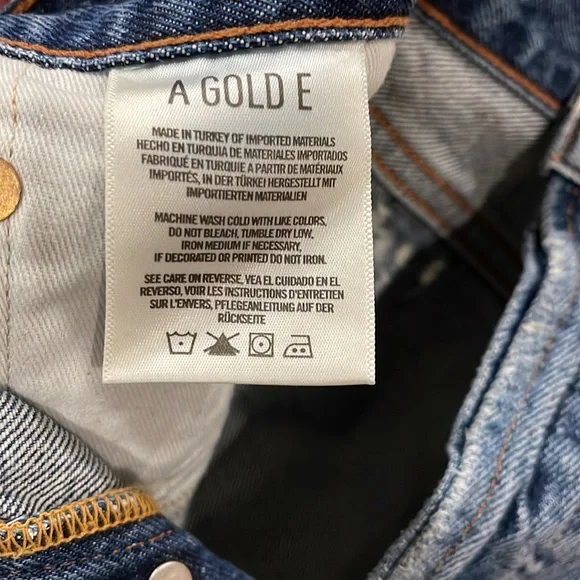 A GOLD E
MADE IN TURKEY OF IMPORTED MATERIALS
HECHO EN TURQUIA DE MATERIALES IMPORTADOS
FABRIQUÉ EN TURQUIE A PARTIR DE MATÉRIAUX
IMPORTÉS, IN DER TÜRKEI HERGESTELLT MIT
IMPORTIERTEN MATERIALIEN
MACHINE WASH COLD WITH LIKE COLORS,
DO NOT BLEACH, TUMBLE DRY LOW,
IRON MEDIUM IF NECESSARY,
IF DECORATED OR PRINTED DO NOT IRON.
SEE CARE ON REVERSE, VEA EL CUIDADO EN EL
REVERSO, VOIR LES INSTRUCTIONS D'ENTRETIEN
SUR L'ENVERS, PFLEGEANLEITUNG AUF DER
RÜCKSEITE